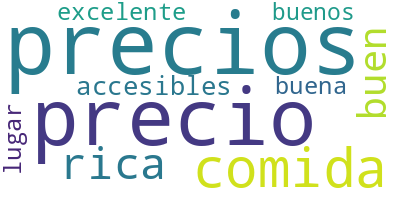 excelente buenos
precios
accesibles buena
buen
precio
lugar
rica
comida